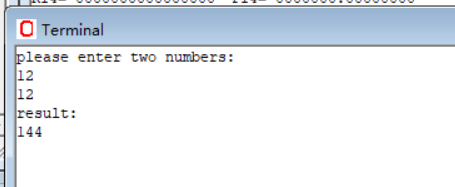 Terminal
please enter two numbers:
12
12
result:
144